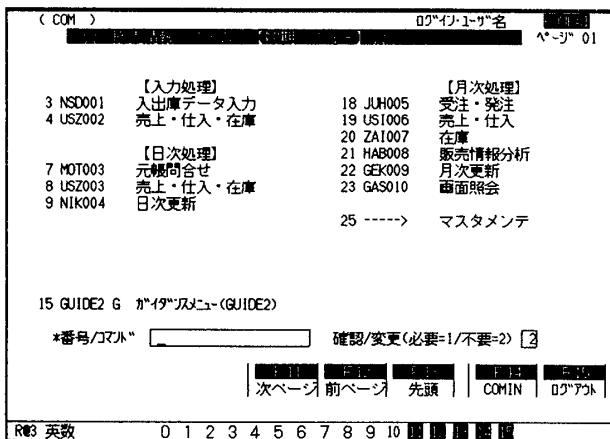 ( COM )　ログイン・ユーザ名
ページ 01
【入力処理】　【月次処理】
3 NSD001　入出庫データ入力　18 JUH005　受注・発注
4 USZ002　売上・仕入・在庫　19 USI006　売上・仕入
20 ZAI007　在庫
【日次処理】　21 HAB008　販売情報分析
7 MOT003　元帳問合せ　22 GEK009　月次更新
8 USZ003　売上・仕入・在庫　23 GAS010　画面照会
9 NIK004　日次更新
25 ----->　マスタメンテ
15 GUIDE2 G　ガイダンスメニュー(GUIDE2)
*番号/コマンド　_　確認/変更(必要=1/不要=2) 2
次ページ　前ページ　先頭　COMIN　ログアウト
英数　0 1 2 3 4 5 6 7 8 9 10